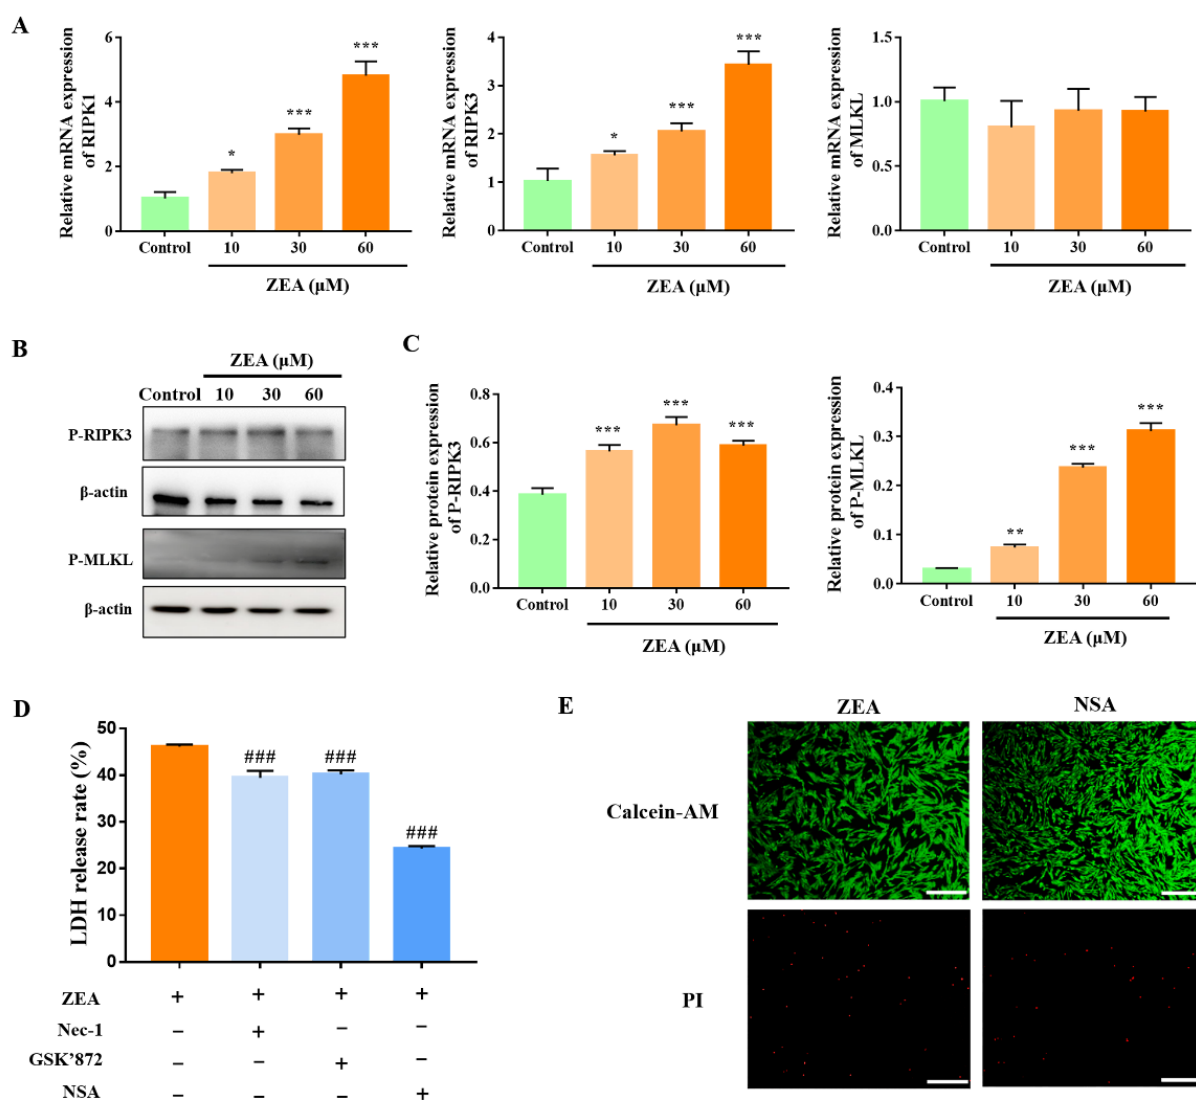 A
Relative mRNA expression
of RIPK1
6
4
2
0
*
***
***
Control
10
30
60
ZEA (μM)
Relative mRNA expression
of RIPK3
4
3
2
1
0
*
***
***
Control
10
30
60
ZEA (μM)
Relative mRNA expression
of MLKL
1.5
1.0
0.5
0.0
Control
10
30
60
ZEA (μM)
B
ZEA (μM)
Control 10 30 60
P-RIPK3
β-actin
P-MLKL
β-actin
C
Relative protein expression
of P-RIPK3
0.8
0.6
0.4
0.2
0.0
***
***
***
Control
10
30
60
ZEA (μM)
Relative protein expression
of P-MLKL
0.4
0.3
0.2
0.1
0.0
**
***
***
Control
10
30
60
ZEA (μM)
D
LDH release rate (%)
50
40
30
20
10
0
###
###
###
ZEA + + + +
Nec-1 – + – –
GSK’872 – – + –
NSA – – – +
E
ZEA NSA
Calcein-AM
PI